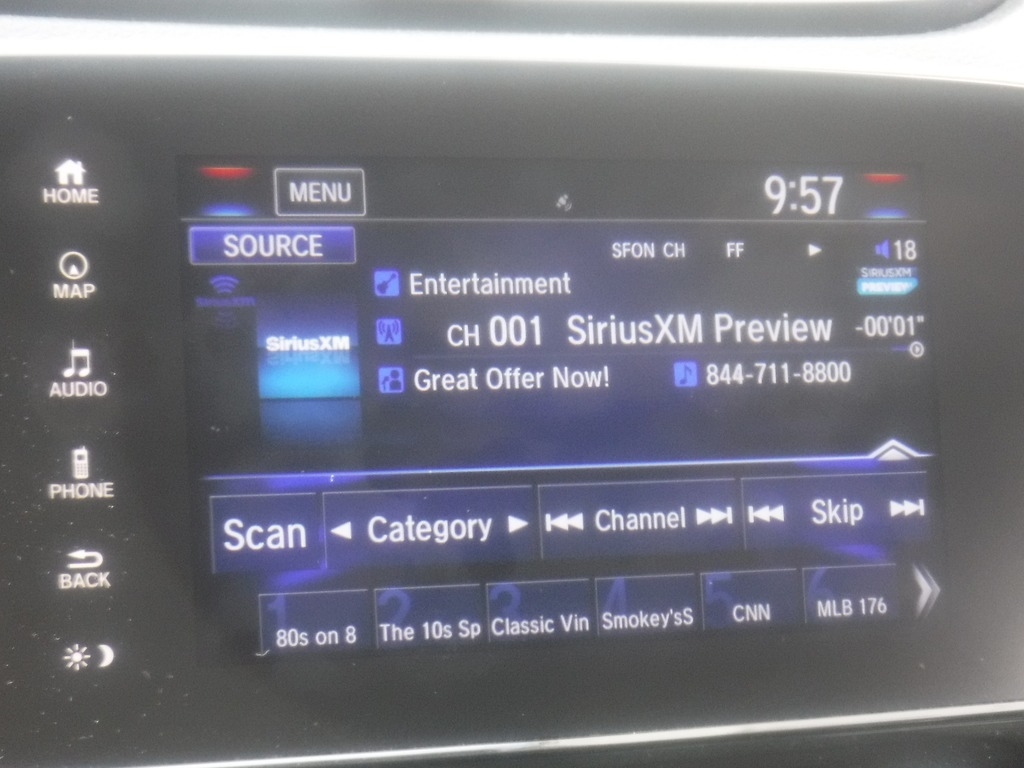 HOME
MAP
AUDIO
PHONE
BACK
MENU
9:57
SOURCE
SFON CH FF 18
SIRIUSXM
PREVIEW
SiriusXM
SiriusXM
Entertainment
CH 001 SiriusXM Preview -00'01"
Great Offer Now! 844-711-8800
Scan Category Channel Skip
1 2 3 4 5 6
80s on 8 The 10s Sp Classic Vin Smokey'sS CNN MLB 176